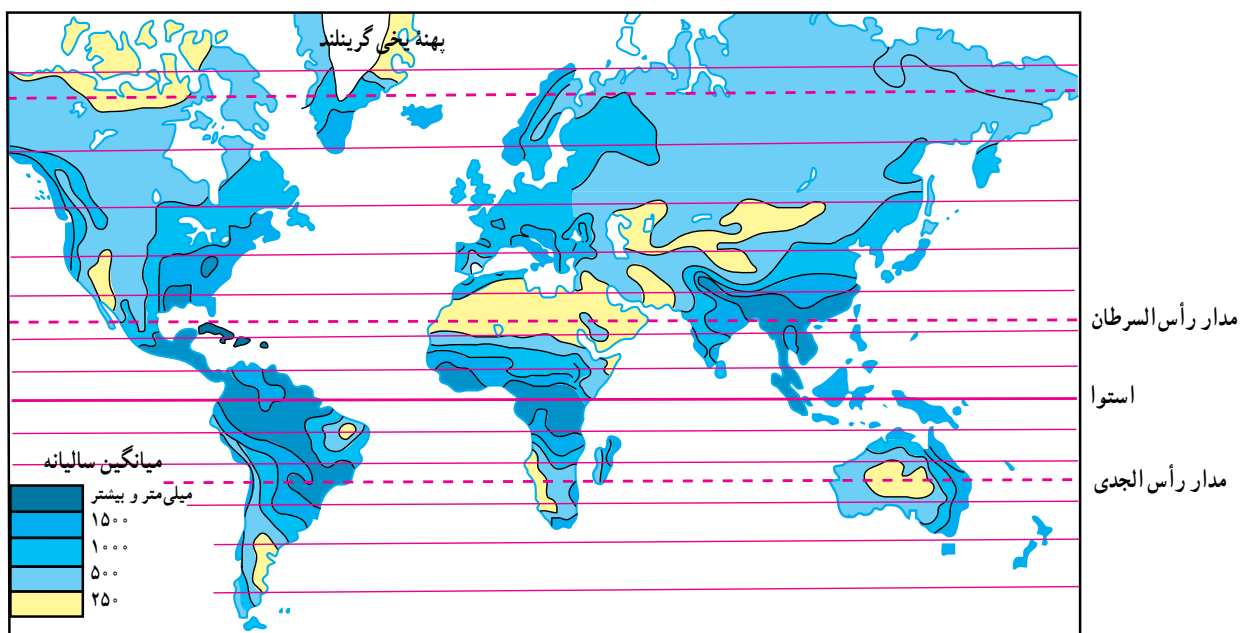 پهنهٔ یخی گرینلند
مدار رأس‌السرطان
استوا
مدار رأس‌الجدی
میانگین سالیانه
میلی‌متر و بیشتر
۱۵۰۰
۱۰۰۰
۵۰۰
۲۵۰